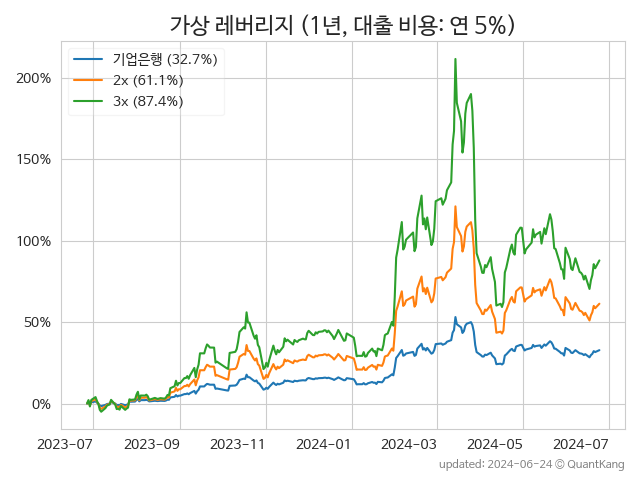 가상 레버리지 (1년, 대출 비용: 연 5%)
기업은행 (32.7%)
2x (61.1%)
3x (87.4%)
200%
150%
100%
50%
0%
2023-07 2023-09 2023-11 2024-01 2024-03 2024-05 2024-07
updated: 2024-06-24 © QuantKang